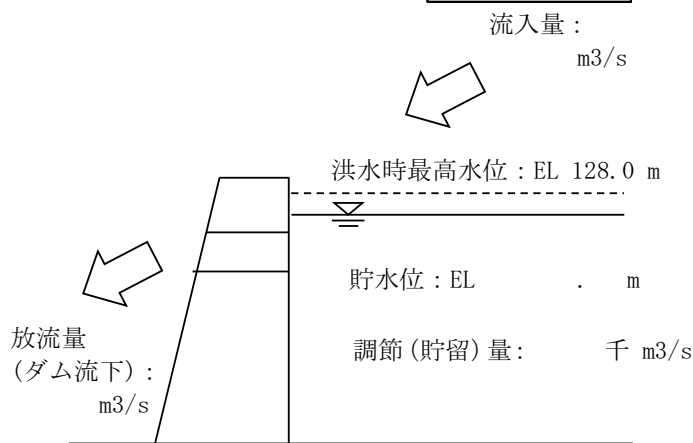 流入量：
m3/s
洪水時最高水位：EL 128.0 m
貯水位：EL . m
調節(貯留)量： 千 m3/s
放流量
(ダム流下)：
m3/s